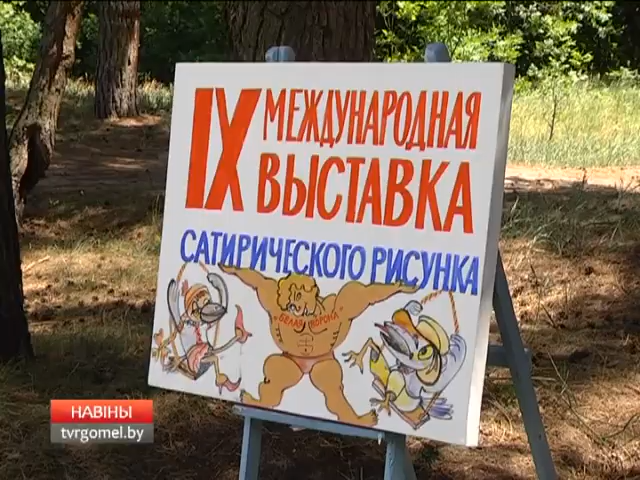 IX МЕЖДУНАРОДНАЯ
ВЫСТАВКА
САТИРИЧЕСКОГО РИСУНКА
БЕЛАЯ ВОРОНА
НАВІНЫ
tvrgomel.by